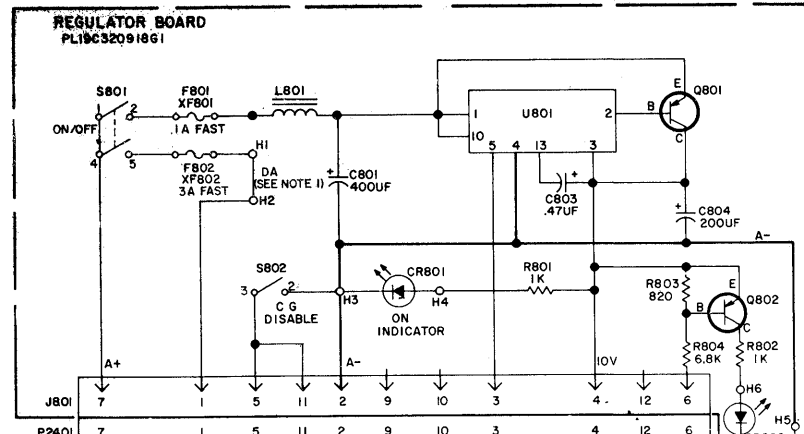 REGULATOR BOARD
PL19C320918G1
S801
F801
XF801
.1A FAST
L801
ON/OFF
2
4
5
F802
XF802
3A FAST
H1
DA
(SEE NOTE 1)
H2
+
C801
400UF
1
10
U801
2
5
4
13
3
B
E
Q801
C
+
C803
.47UF
+
C804
200UF
A-
S802
3
2
C G
DISABLE
H3
CR801
ON
INDICATOR
H4
R801
1K
R803
820
B
E
Q802
C
R804
6.8K
R802
1K
H6
H5
A+
A-
10V
J801
7 1 5 11 2 9 10 3 4 12 6
P2401
7 1 5 11 2 9 10 3 4 12 6